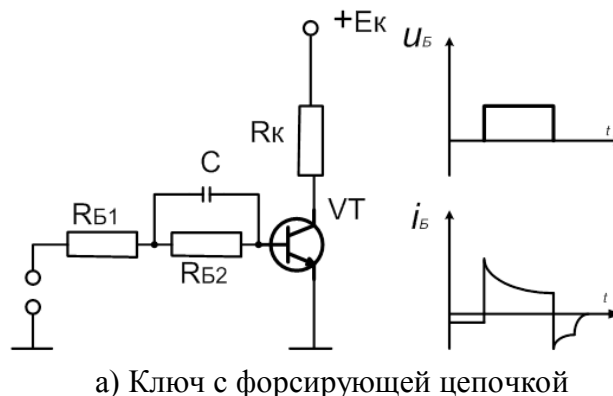 +Eк
uБ
t
Rк
C
VT
RБ1
RБ2
iБ
t
а) Ключ с форсирующей цепочкой